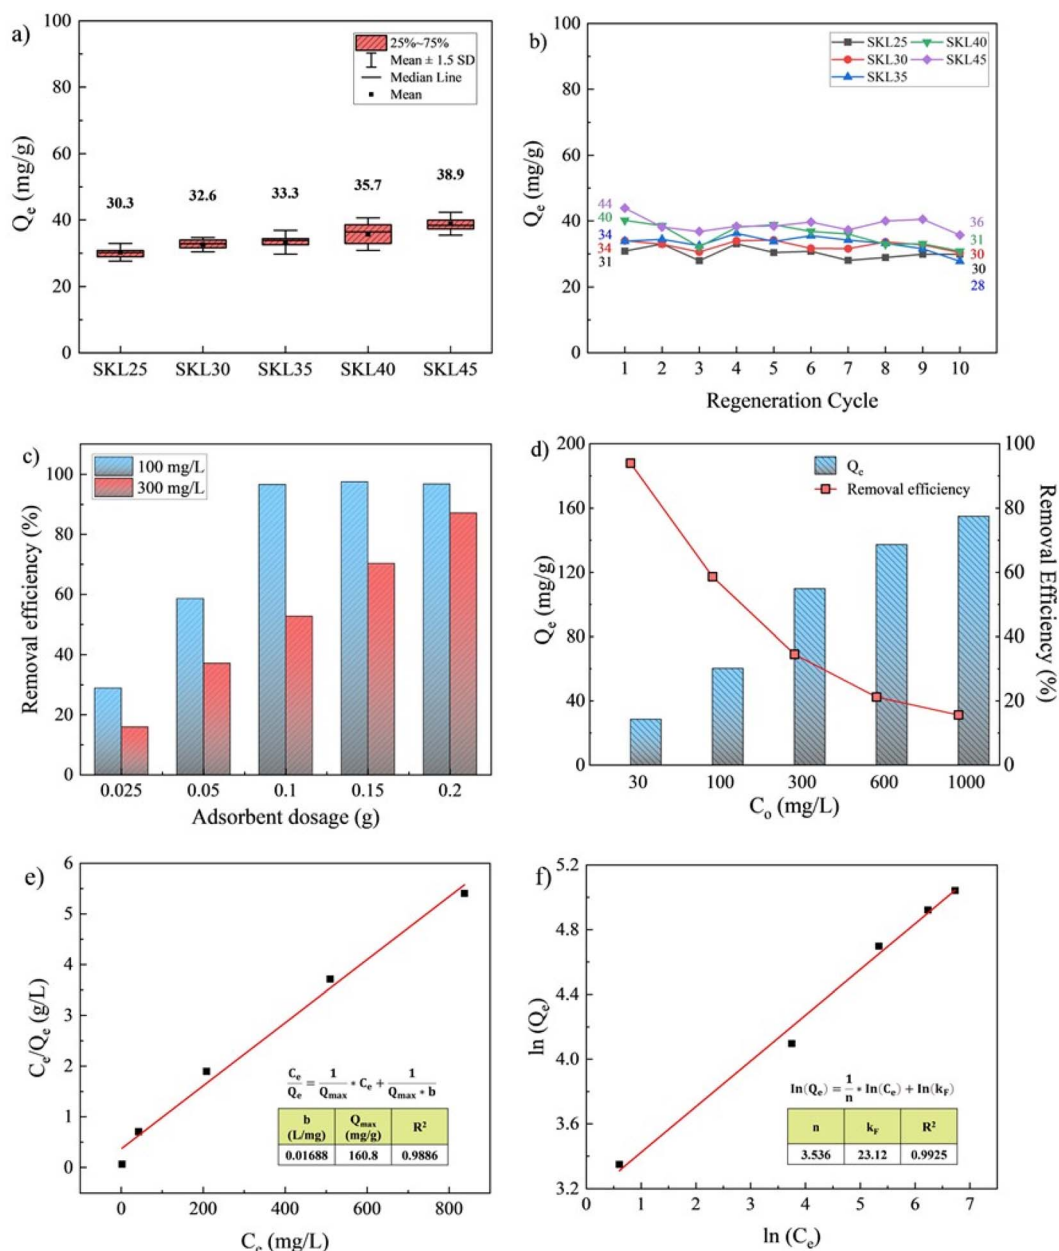 a)
100
80
60
40
20
0
Qe (mg/g)
25%~75%
Mean ± 1.5 SD
Median Line
Mean
30.3
32.6
33.3
35.7
38.9
SKL25 SKL30 SKL35 SKL40 SKL45
b)
100
80
60
40
20
0
Qe (mg/g)
SKL25 SKL40
SKL30 SKL45
SKL35
44
40
34
34
31
36
31
30
30
28
1 2 3 4 5 6 7 8 9 10
Regeneration Cycle
c)
100
80
60
40
20
0
Removal efficiency (%)
100 mg/L
300 mg/L
0.025 0.05 0.1 0.15 0.2
Adsorbent dosage (g)
d)
200
160
120
80
40
0
Qe (mg/g)
Qe
Removal efficiency
100
80
60
40
20
0
Removal Efficiency (%)
30 100 300 600 1000
Co (mg/L)
e)
6
5
4
3
2
1
0
Ce/Qe (g/L)
Ce/Qe = 1/Qmax * Ce + 1/Qmax * b
b (L/mg) Qmax (mg/g) R²
0.01688 160.8 0.9886
0 200 400 600 800
Ce (mg/L)
f)
5.2
4.8
4.4
4.0
3.6
3.2
ln (Qe)
ln(Qe) = 1/n * ln(Ce) + ln(kF)
n kF R²
3.536 23.12 0.9925
0 1 2 3 4 5 6 7
ln (Ce)